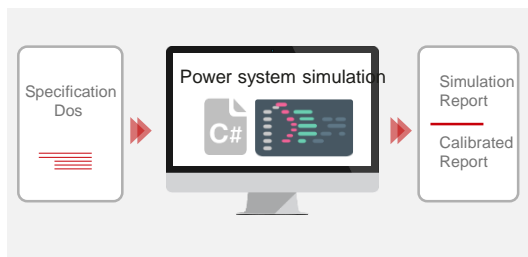 Specification
Dos
Power system simulation
C#
Simulation
Report
Calibrated
Report